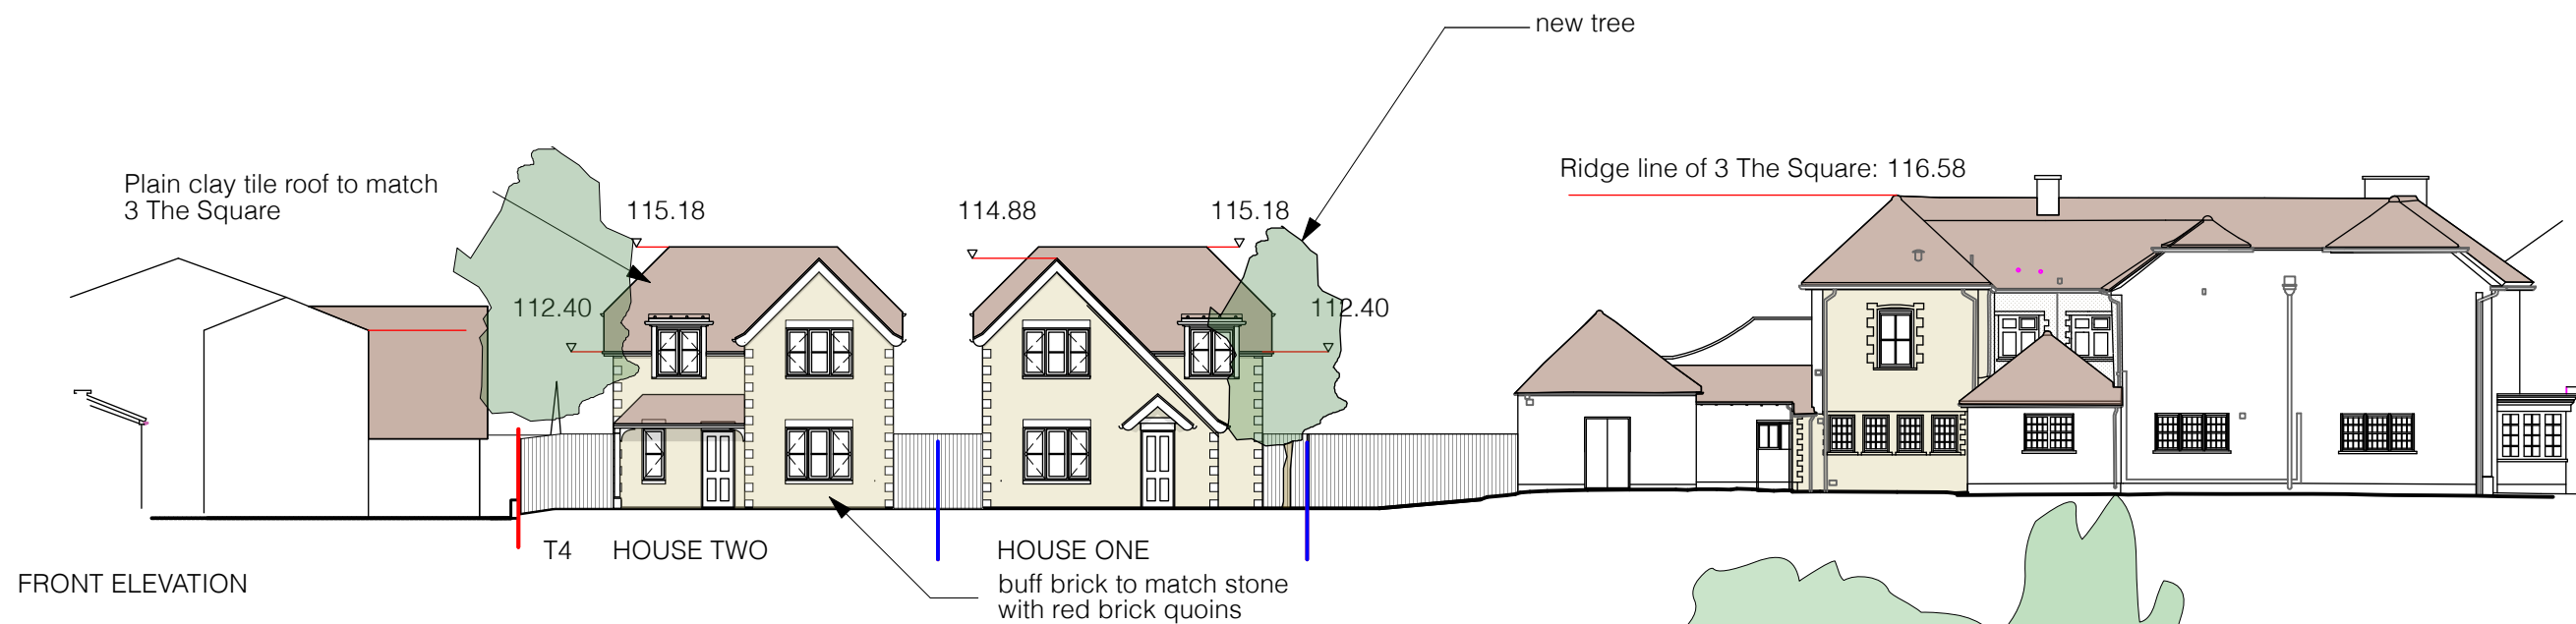 new tree
Ridge line of 3 The Square: 116.58
Plain clay tile roof to match
3 The Square
115.18
114.88
115.18
112.40
112.40
T4
HOUSE TWO
HOUSE ONE
FRONT ELEVATION
buff brick to match stone
with red brick quoins